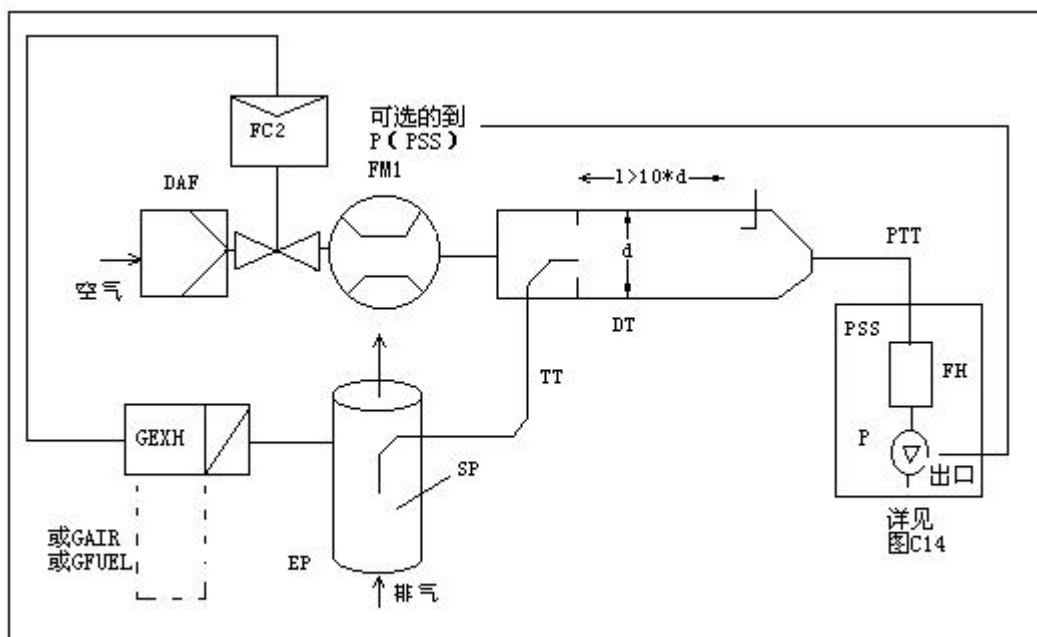 FC2
可选的到
P(PSS)
FM1
DAF
l>10*d
d
PTT
空气
DT
PSS
FH
TT
P
出口
GEXH
SP
详见
图C14
或GAIR
或GFUEL
EP
排气